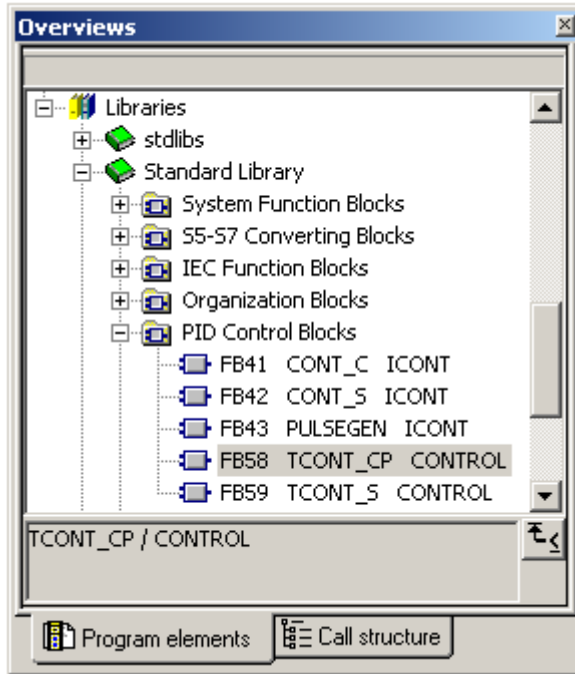 Overviews
Libraries
stdlibs
Standard Library
System Function Blocks
S5-S7 Converting Blocks
IEC Function Blocks
Organization Blocks
PID Control Blocks
FB41 CONT_C ICONT
FB42 CONT_S ICONT
FB43 PULSEGEN ICONT
FB58 TCONT_CP CONTROL
FB59 TCONT_S CONTROL
TCONT_CP / CONTROL
Program elements Call structure